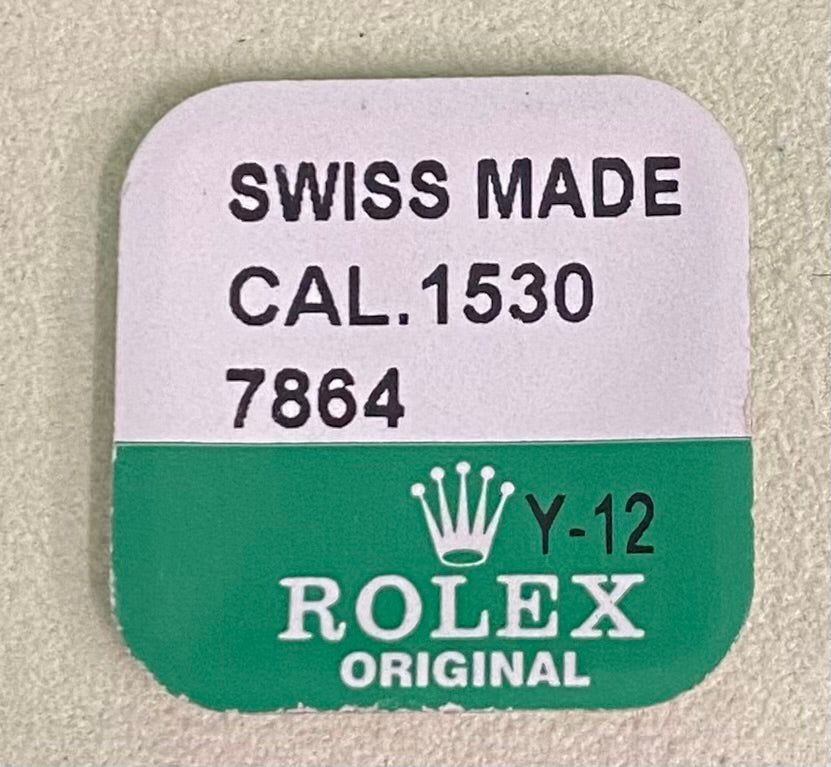 SWISS MADE
CAL.1530
7864
Y-12
ROLEX
ORIGINAL